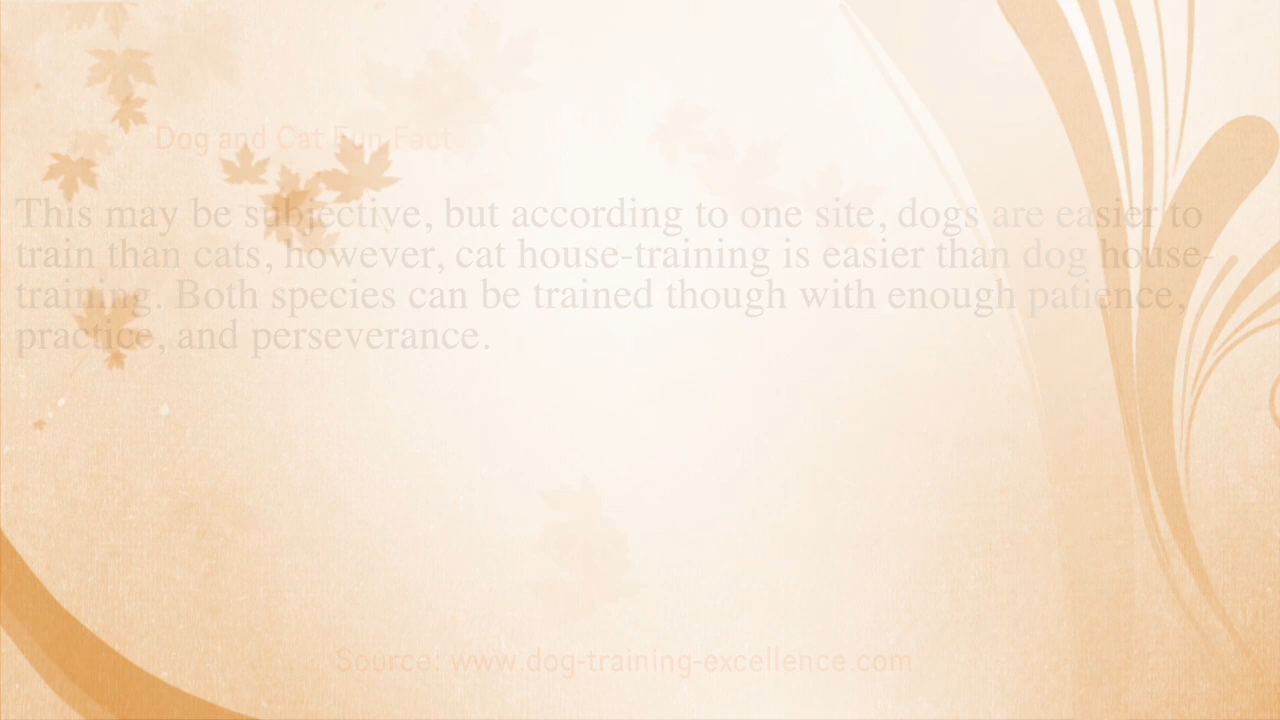 Dog and Cat Fun Fact
This may be subjective, but according to one site, dogs are easier to
train than cats, however, cat house-training is easier than dog house-
training. Both species can be trained though with enough patience,
practice, and perseverance.
Source: www.dog-training-excellence.com